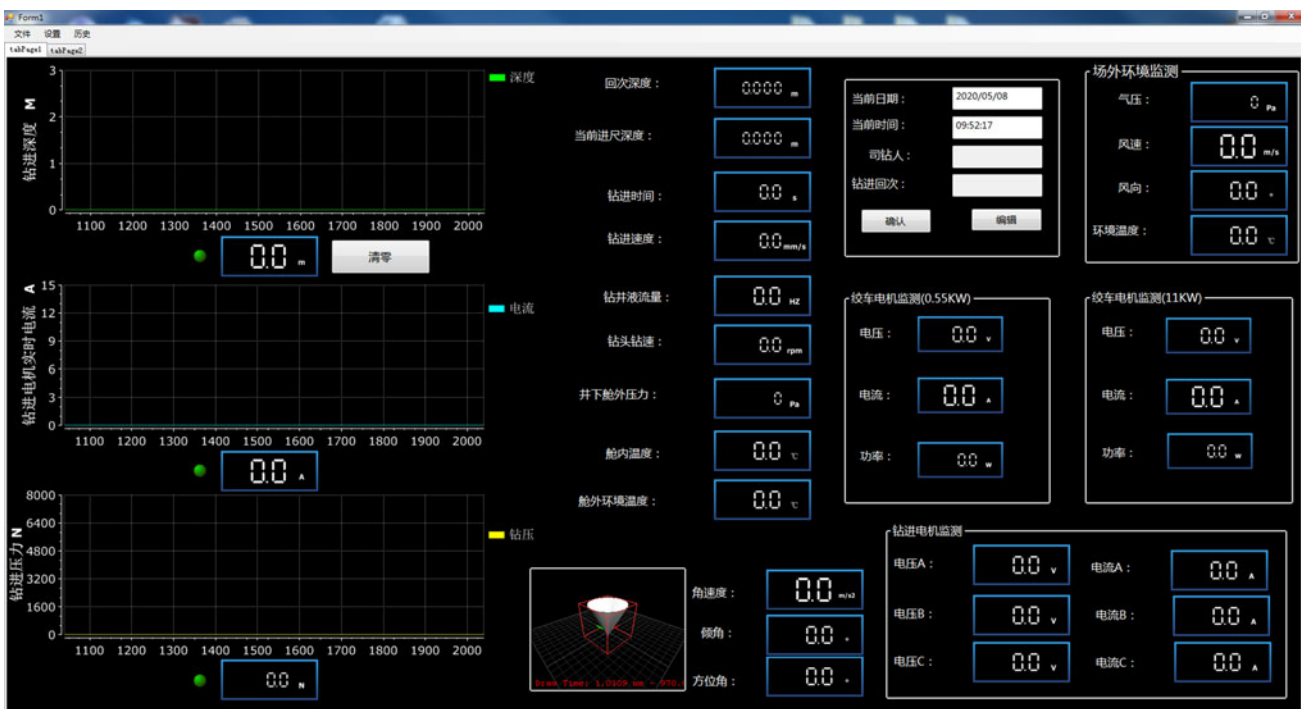 Form1
文件 设置 历史
tabPage1 tabPage2
3
2
1
0
钻进深度 M
1100 1200 1300 1400 1500 1600 1700 1800 1900 2000
深度
0.0 m
清零
15
12
9
6
3
0
钻进电机实时电流 A
1100 1200 1300 1400 1500 1600 1700 1800 1900 2000
电流
0.0 A
8000
6400
4800
3200
1600
0
钻进压力 N
1100 1200 1300 1400 1500 1600 1700 1800 1900 2000
钻压
0.0 N
回次深度： 0.000 m
当前进尺深度： 0.000 m
钻进时间： 0.0 s
钻进速度： 0.0 mm/s
钻井液流量： 0.0 HZ
钻头钻速： 0.0 rpm
井下舱外压力： 0 Pa
舱内温度： 0.0 ℃
舱外环境温度： 0.0 ℃
当前日期： 2020/05/08
当前时间： 09:52:17
司钻人：
钻进回次：
确认 编辑
场外环境监测
气压： 0 Pa
风速： 0.0 m/s
风向： 0.0 °
环境温度： 0.0 ℃
绞车电机监测(0.55KW)
电压： 0.0 V
电流： 0.0 A
功率： 0.0 W
绞车电机监测(11KW)
电压： 0.0 V
电流： 0.0 A
功率： 0.0 W
Draw Time: 1.0109 ms - 970.
角速度： 0.0 m/s2
倾角： 0.0 °
方位角： 0.0 °
钻进电机监测
电压A： 0.0 V 电流A： 0.0 A
电压B： 0.0 V 电流B： 0.0 A
电压C： 0.0 V 电流C： 0.0 A